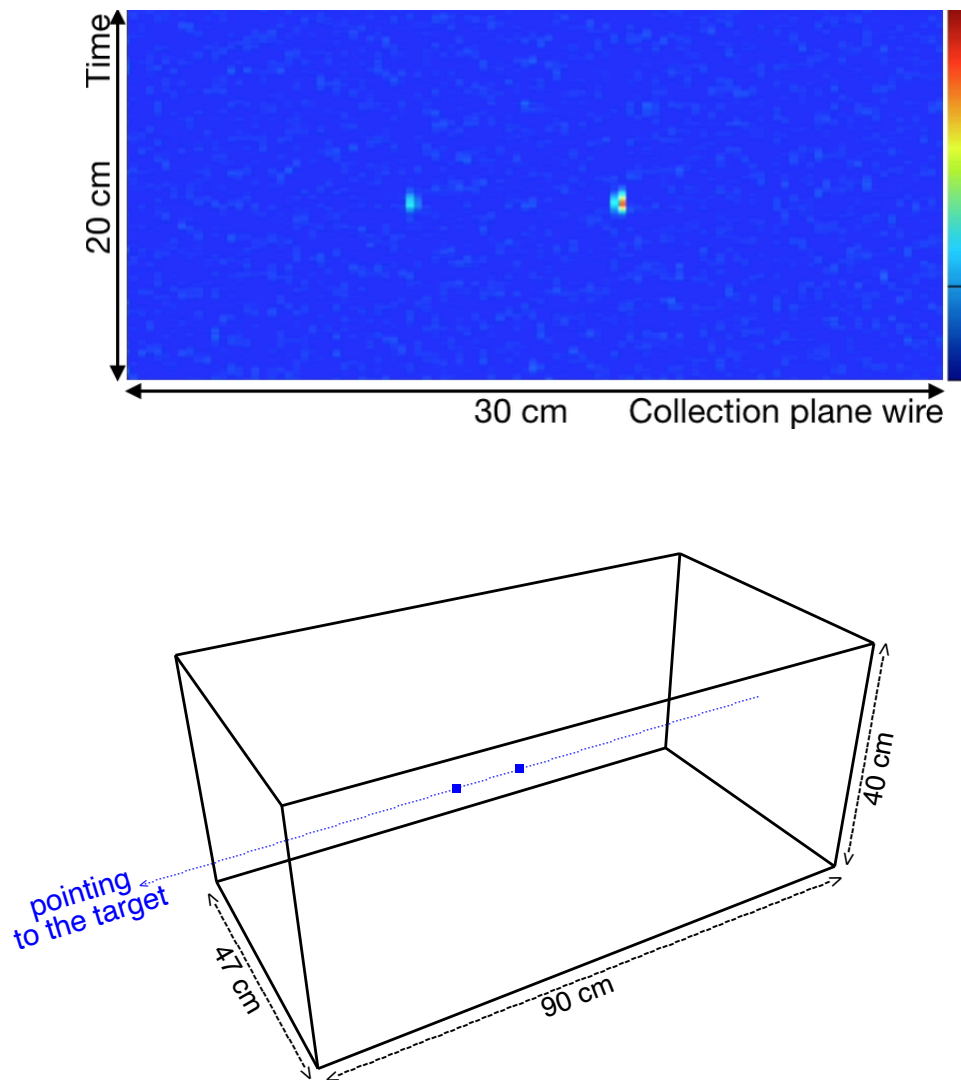 Time
20 cm
30 cm
Collection plane wire
40 cm
pointing
to the target
47 cm
90 cm